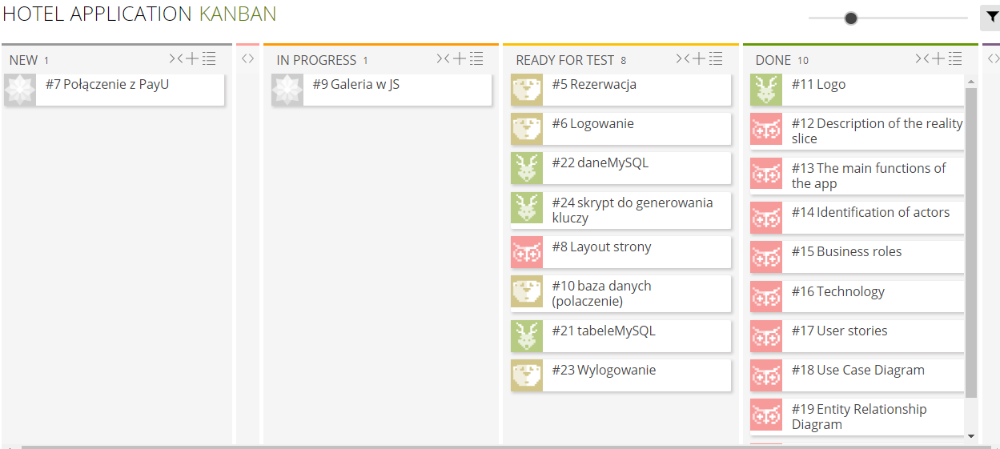 HOTEL APPLICATION KANBAN
NEW 1
#7 Połączenie z PayU
IN PROGRESS 1
#9 Galeria w JS
READY FOR TEST 8
#5 Rezerwacja
#6 Logowanie
#22 daneMySQL
#24 skrypt do generowania
kluczy
#8 Layout strony
#10 baza danych
(polaczenie)
#21 tabeleMySQL
#23 Wylogowanie
DONE 10
#11 Logo
#12 Description of the reality
slice
#13 The main functions of
the app
#14 Identification of actors
#15 Business roles
#16 Technology
#17 User stories
#18 Use Case Diagram
#19 Entity Relationship
Diagram